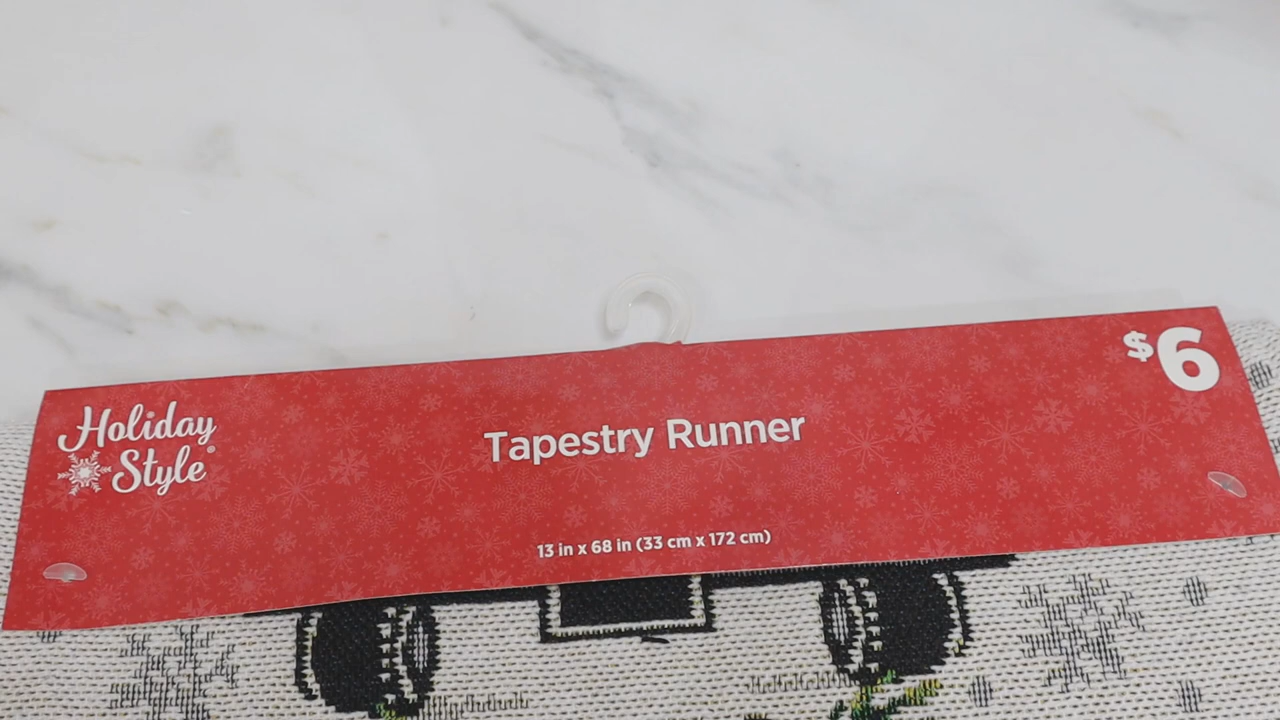 Holiday
Style®
Tapestry Runner
$6
13 in x 68 in (33 cm x 172 cm)